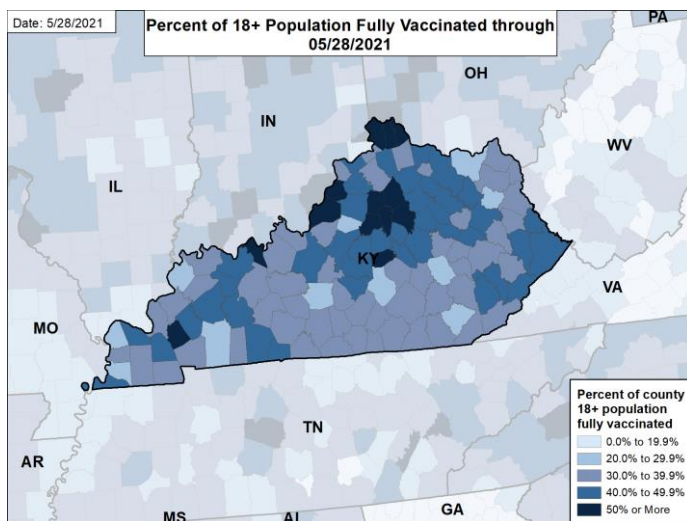 Date: 5/28/2021
Percent of 18+ Population Fully Vaccinated through
05/28/2021
PA
OH
IN
WV
IL
KY
VA
MO
TN
AR
MS
AL
GA
Percent of county
18+ population
fully vaccinated
0.0% to 19.9%
20.0% to 29.9%
30.0% to 39.9%
40.0% to 49.9%
50% or More